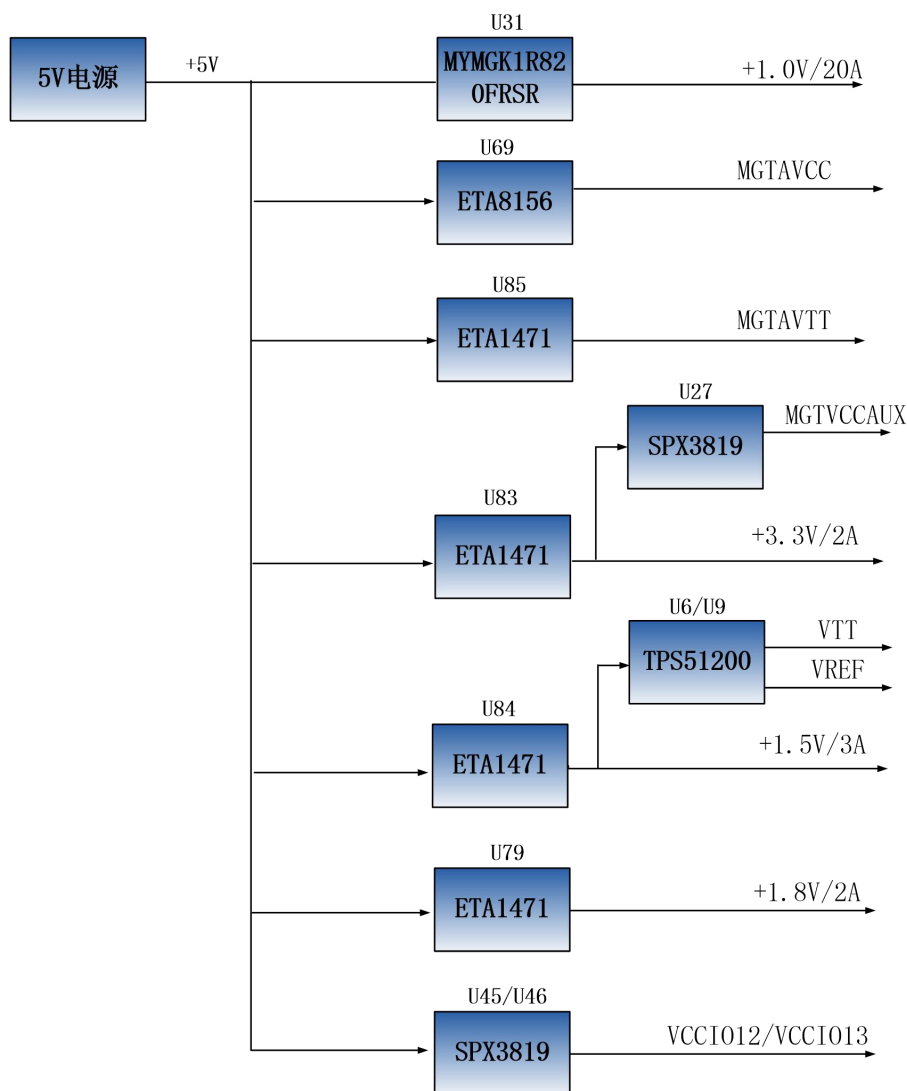 5V电源
+5V
U31
MYMGK1R82
0FRSR
+1.0V/20A
U69
ETA8156
MGTAVCC
U85
ETA1471
MGTAVTT
U27
SPX3819
MGTVCCAUX
U83
ETA1471
+3.3V/2A
U6/U9
TPS51200
VTT
VREF
U84
ETA1471
+1.5V/3A
U79
ETA1471
+1.8V/2A
U45/U46
SPX3819
VCCIO12/VCCIO13